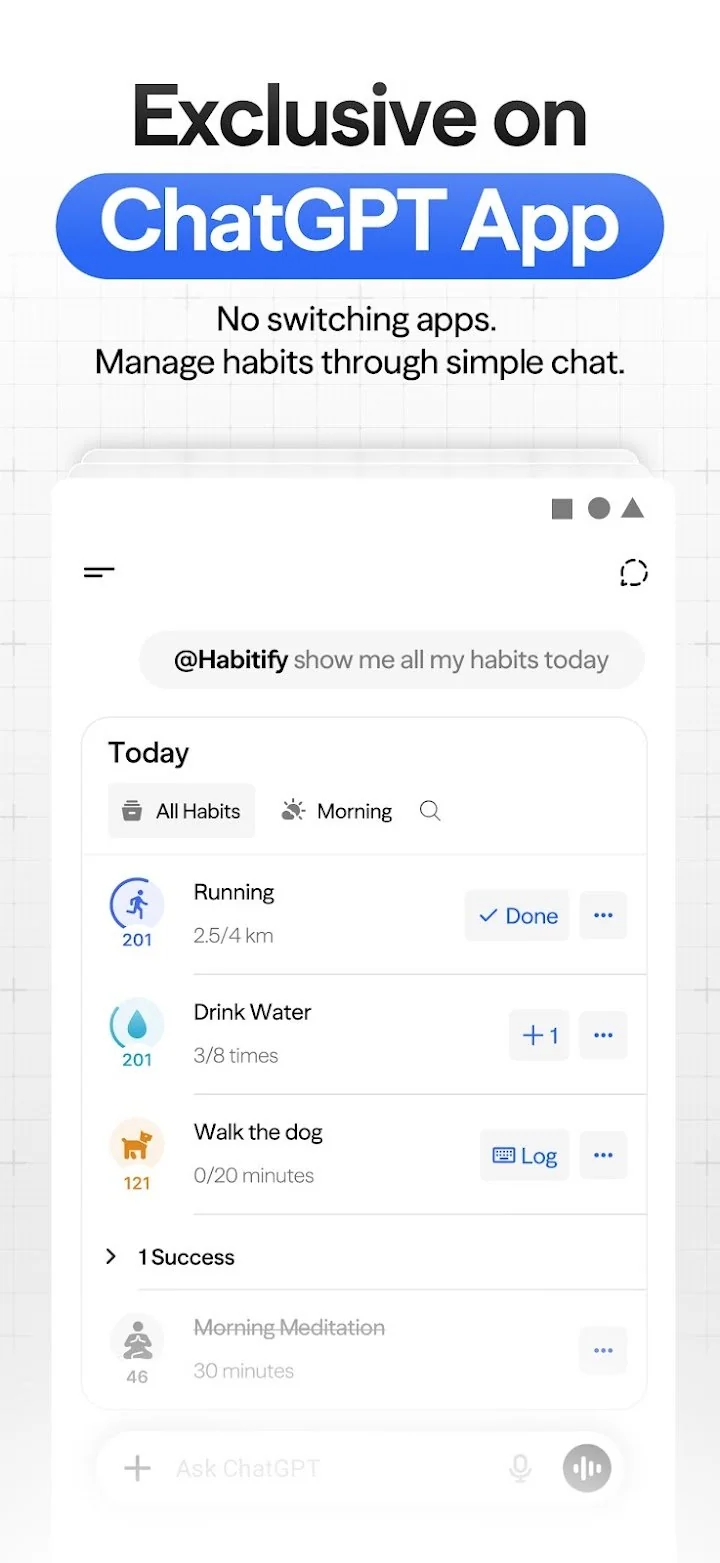 Exclusive on
ChatGPT App
No switching apps.
Manage habits through simple chat.
@Habitify show me all my habits today
Today
All Habits
Morning
Running
2.5/4 km
201
Done
Drink Water
3/8 times
201
+ 1
Walk the dog
0/20 minutes
121
Log
1 Success
Morning Meditation
30 minutes
46
Ask ChatGPT